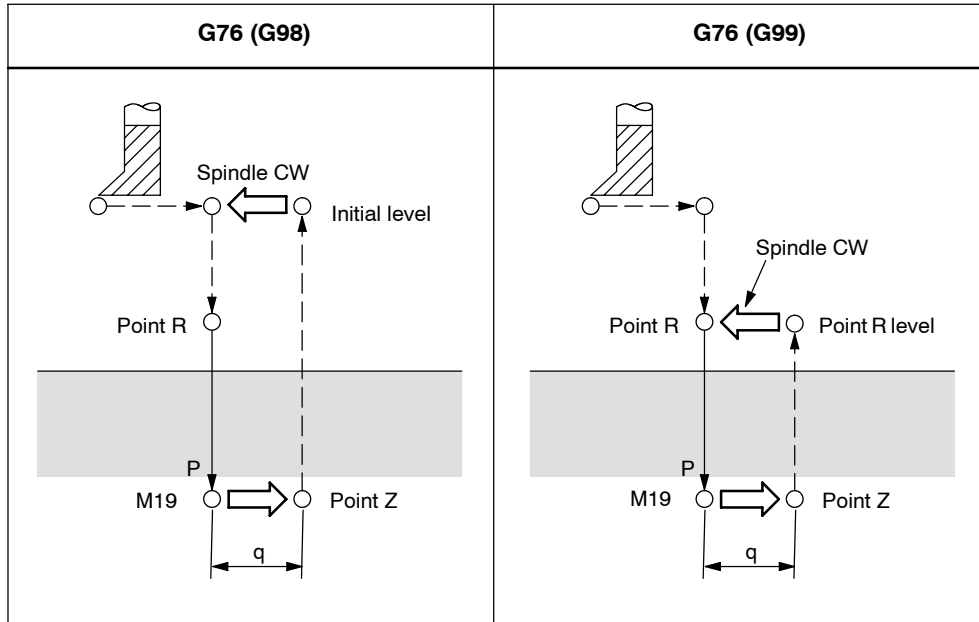 G76 (G98)
G76 (G99)
Spindle CW
Initial level
Point R
P
M19
Point Z
q
Spindle CW
Point R
Point R level
P
M19
Point Z
q